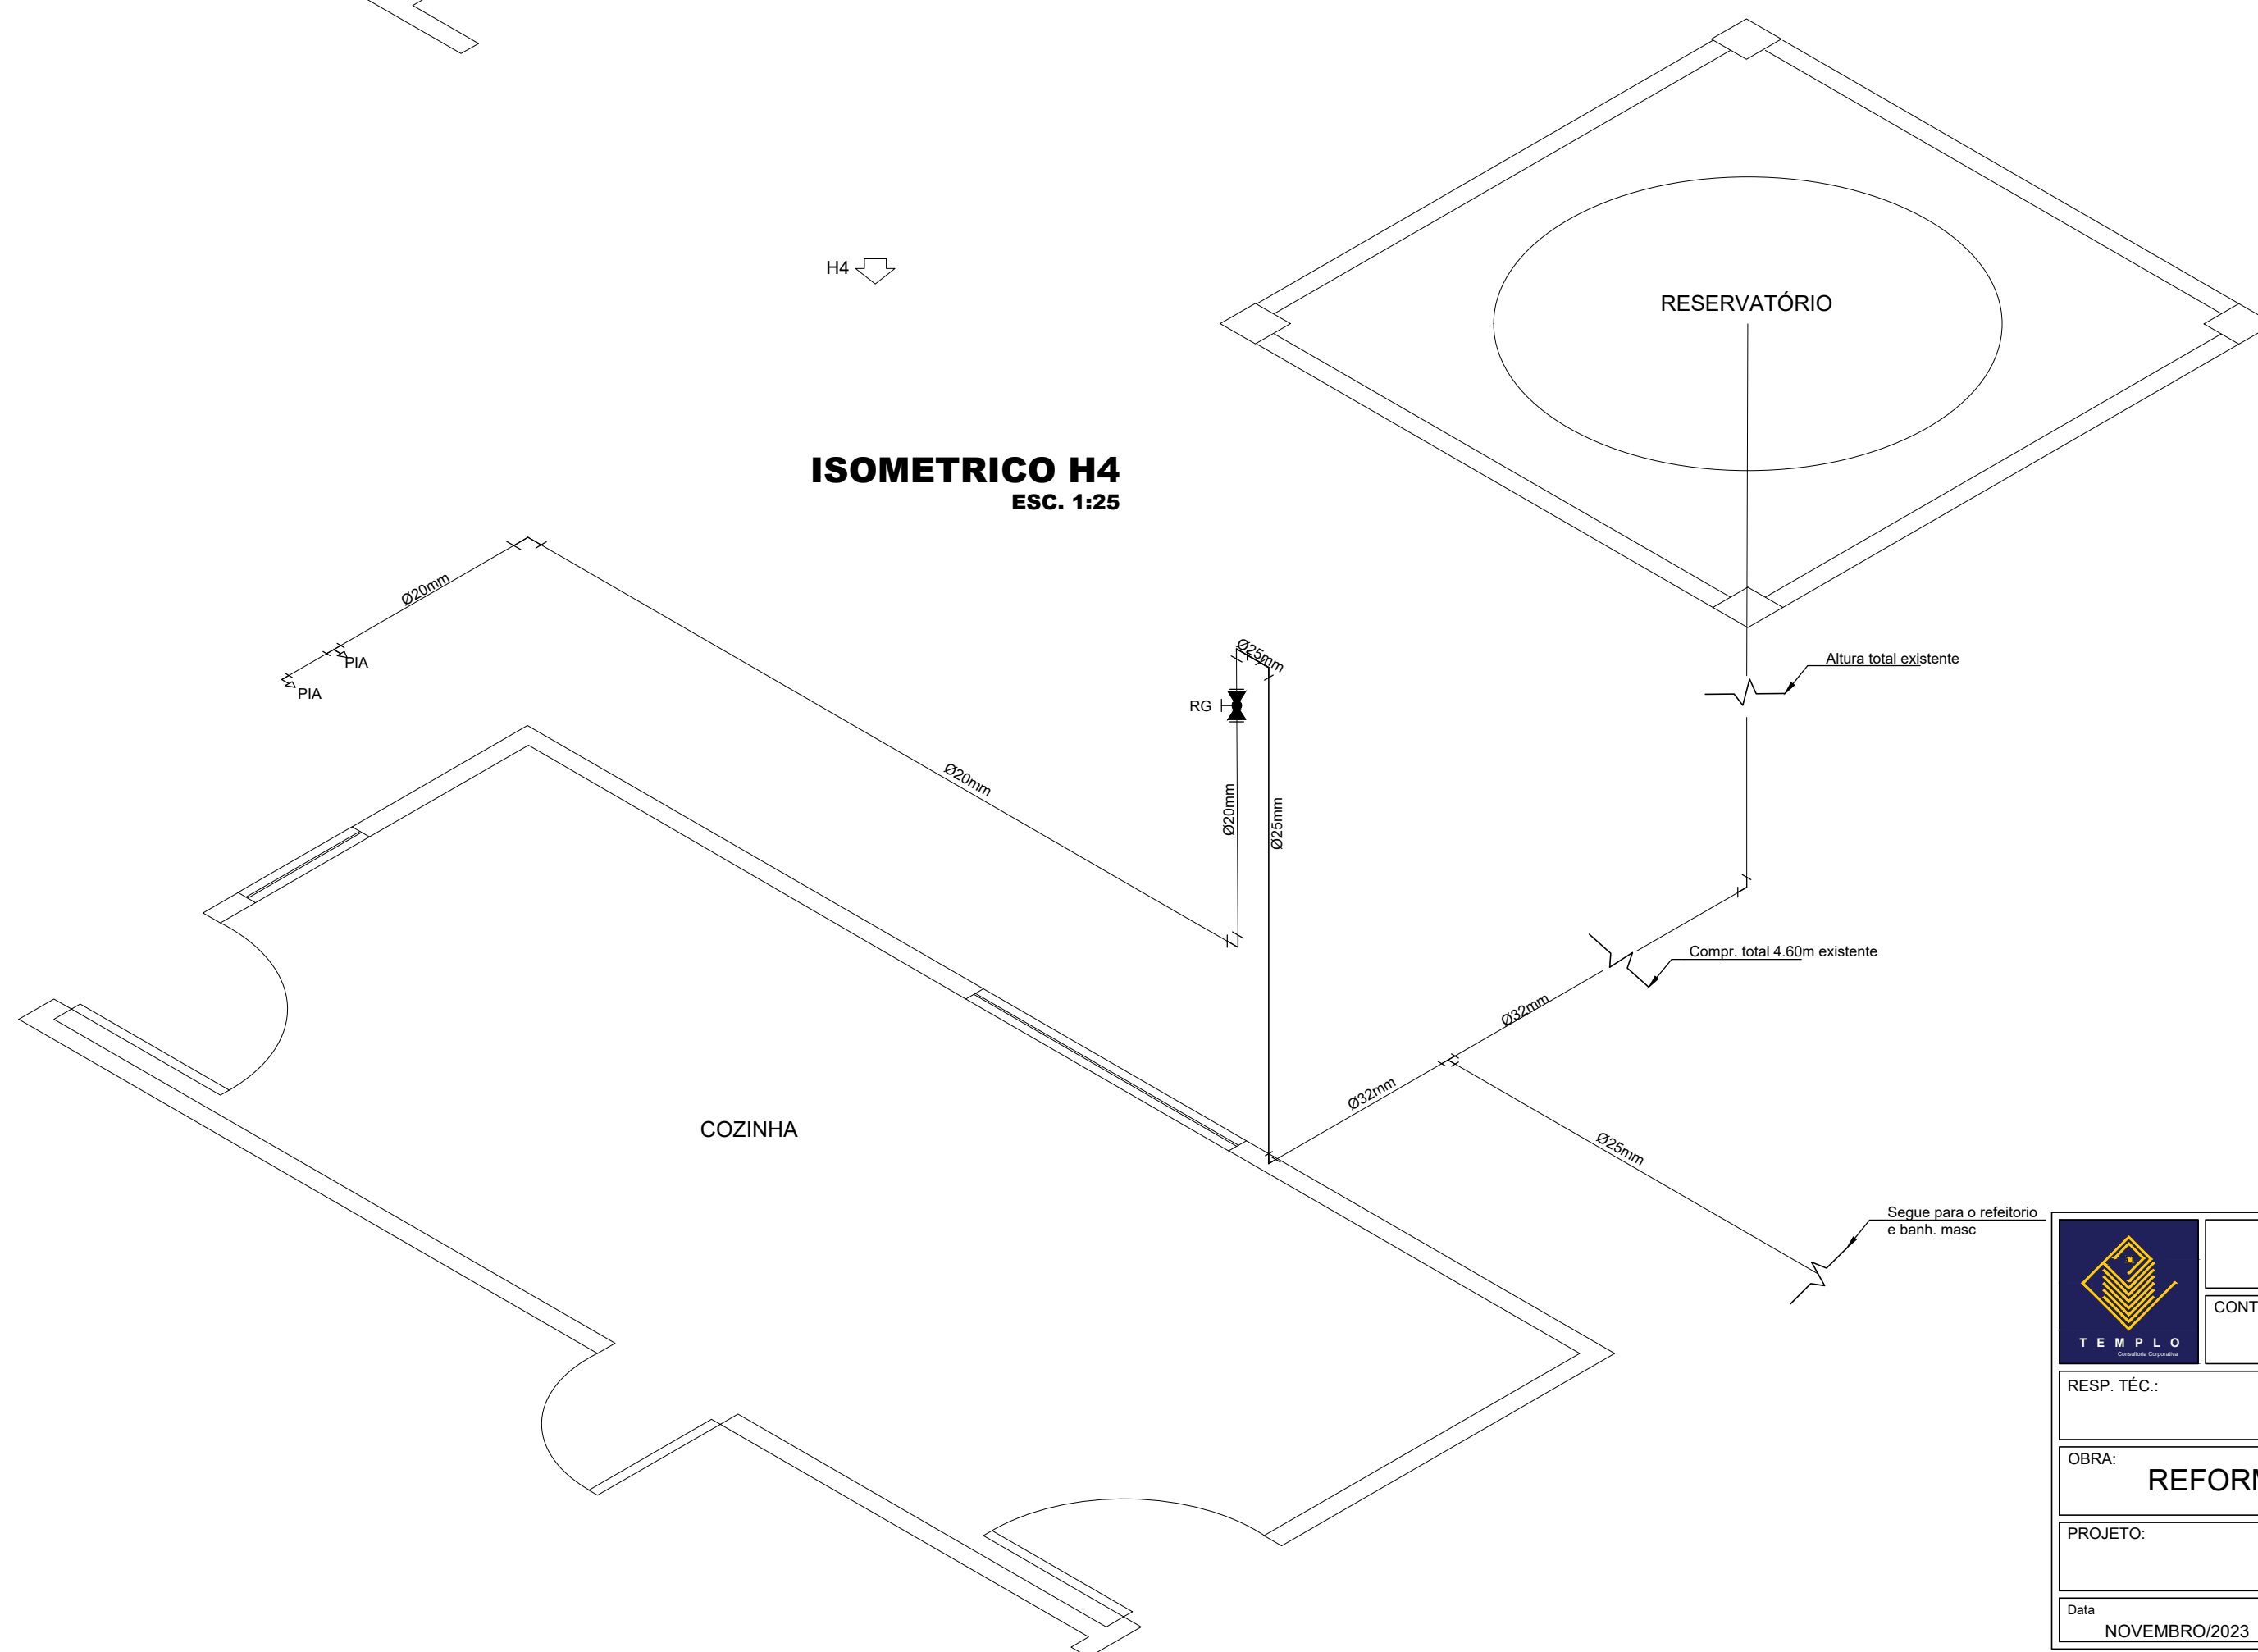 H4
RESERVATÓRIO
ISOMETRICO H4
ESC. 1:25
Ø20mm
PIA
PIA
Ø25mm
RG
Altura total existente
Ø20mm
Ø20mm
Ø25mm
Compr. total 4.60m existente
Ø32mm
Ø32mm
COZINHA
Ø25mm
Segue para o refeitorio
e banh. masc
TEMPLO
Consultoria Corporativa
CONT
RESP. TÉC.:
OBRA:
REFORM
PROJETO:
Data
NOVEMBRO/2023